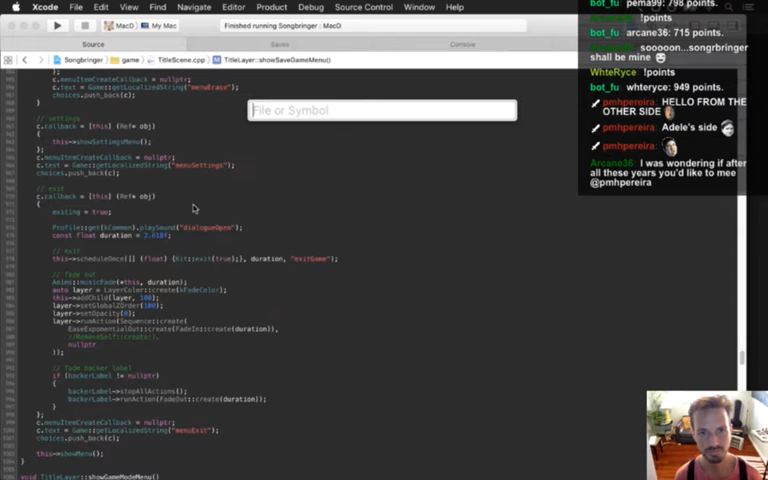 Xcode File Edit View Find Navigate Editor Product Debug Source Control Window Help
MacD My Mac
Finished running Songbringer : MacD
Source Saves Console
Songbringer game TitleScene.cpp TitleLayer::showSaveGameMenu()
File or Symbol
};
c.menuItemCreateCallback = nullptr;
c.text = Game::getLocalizedString("menuErase");
choices.push_back(c);
}
// settings
c.callback = [this] (Ref* obj)
{
this->showSettingsMenu();
};
c.menuItemCreateCallback = nullptr;
c.text = Game::getLocalizedString("menuSettings");
choices.push_back(c);
// exit
c.callback = [this] (Ref* obj)
{
exiting = true;
Profile::get(kCommon).playSound("dialogueOpen");
const float duration = 2.818f;
// exit
this->scheduleOnce([] (float) {Kit::exit(true);}, duration, "exitGame");
// fade out
Anims::musicFade(*this, duration);
auto layer = LayerColor::create(kFadeColor);
this->addChild(layer, 100);
layer->setGlobalZOrder(100);
layer->setOpacity(0);
layer->runAction(Sequence::create(
EaseExponentialOut::create(FadeIn::create(duration)),
//RemoveSelf::create(),
nullptr
));
// fade backer label
if (backerLabel != nullptr)
{
backerLabel->stopAllActions();
backerLabel->runAction(FadeOut::create(duration));
}
};
c.menuItemCreateCallback = nullptr;
c.text = Game::getLocalizedString("menuExit");
choices.push_back(c);
this->showMenu();
}
void TitleLayer::showGameModeMenu()
bot_fu: pema99: 798 points.
Arcane36: !points
bot_fu: arcane36: 715 points.
sooooon...songrbringer
shall be mine
WhteRyce: !points
bot_fu: whteryce: 949 points.
pmhpereira: HELLO FROM THE
OTHER SIDE
pmhpereira: Adele's side
pmhpereira:
Arcane36: I was wondering if after
all these years you'd like to mee
@pmhpereira